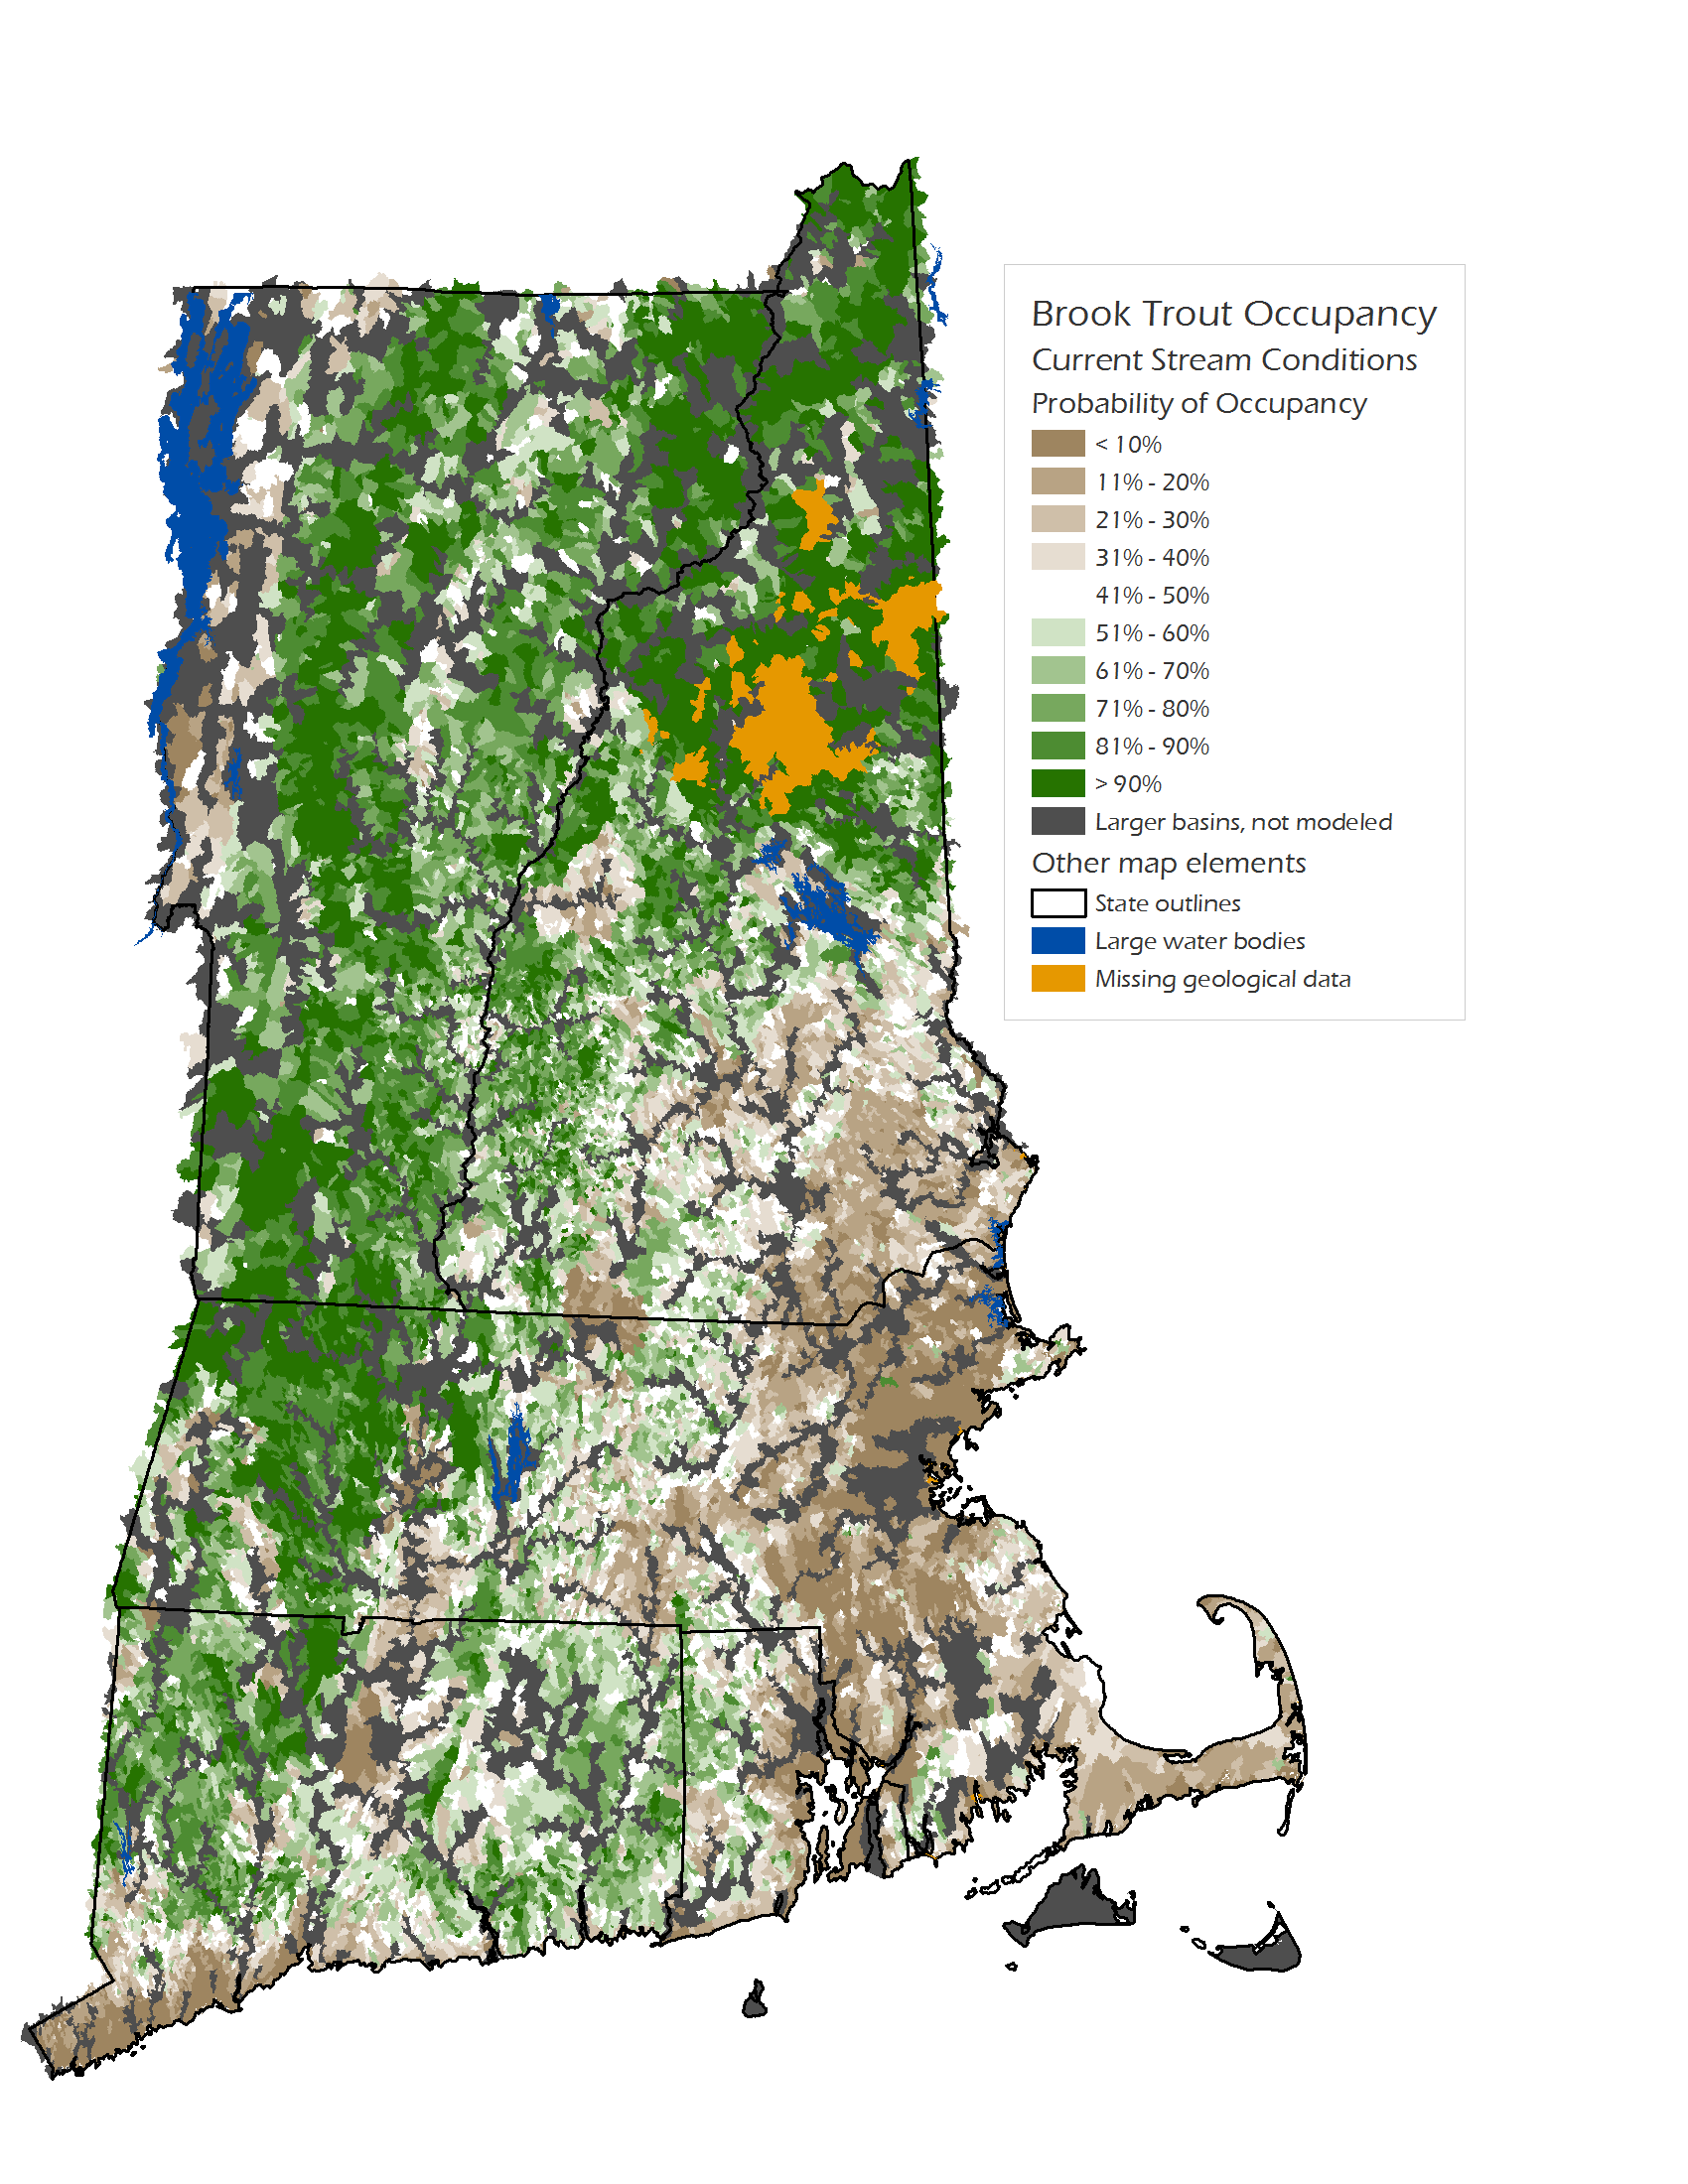 Brook Trout Occupancy
Current Stream Conditions
Probability of Occupancy
< 10%
11% - 20%
21% - 30%
31% - 40%
41% - 50%
51% - 60%
61% - 70%
71% - 80%
81% - 90%
> 90%
Larger basins, not modeled
Other map elements
State outlines
Large water bodies
Missing geological data